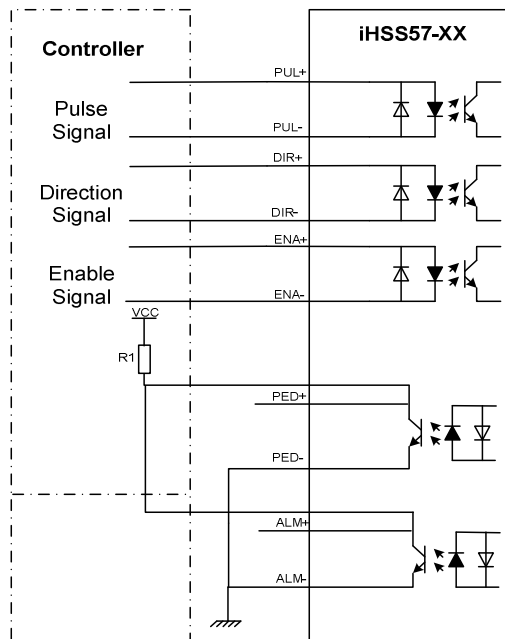 Controller
iHSS57-XX
PUL+
Pulse
Signal
PUL-
DIR+
Direction
Signal
DIR-
ENA+
Enable
Signal
ENA-
VCC
R1
PED+
PED-
ALM+
ALM-